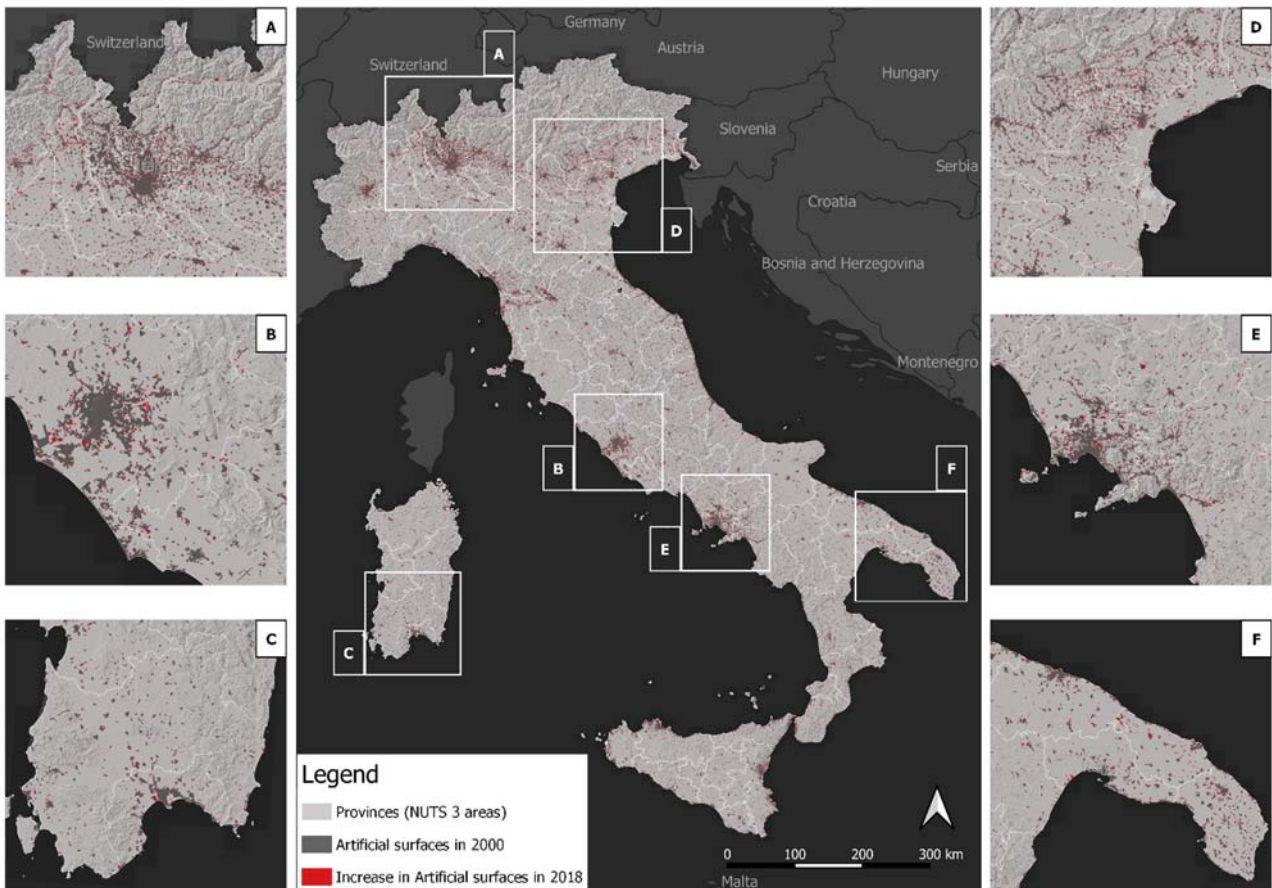 A
Switzerland
B
C
Germany
Austria
Switzerland
Hungary
Slovenia
Serbia
Croatia
Bosnia and Herzegovina
Montenegro
A
D
B
F
E
C
Legend
Provinces (NUTS 3 areas)
Artificial surfaces in 2000
Increase in Artificial surfaces in 2018
0 100 200 300 km
Malta
D
E
F